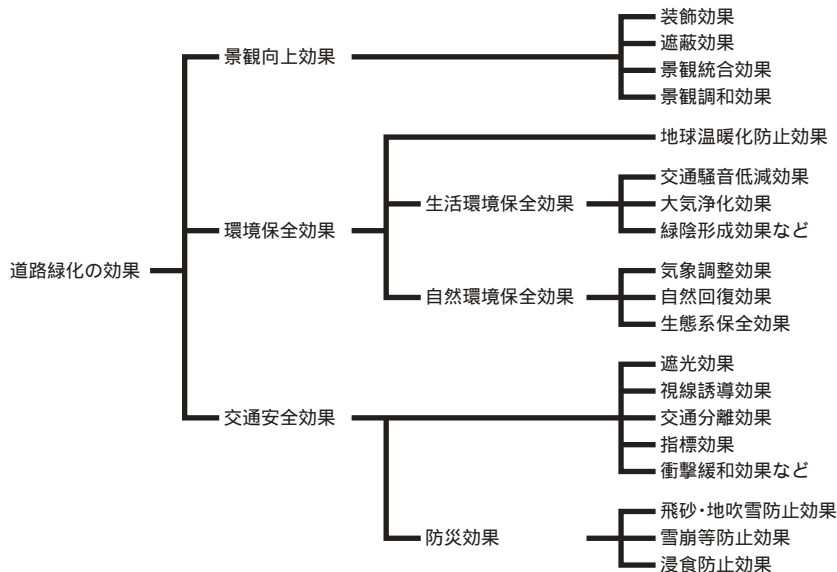 道路緑化の効果
景観向上効果
装飾効果
遮蔽効果
景観統合効果
景観調和効果
環境保全効果
地球温暖化防止効果
生活環境保全効果
交通騒音低減効果
大気浄化効果
緑陰形成効果など
自然環境保全効果
気象調整効果
自然回復効果
生態系保全効果
交通安全効果
遮光効果
視線誘導効果
交通分離効果
指標効果
衝撃緩和効果など
防災効果
飛砂・地吹雪防止効果
雪崩等防止効果
浸食防止効果